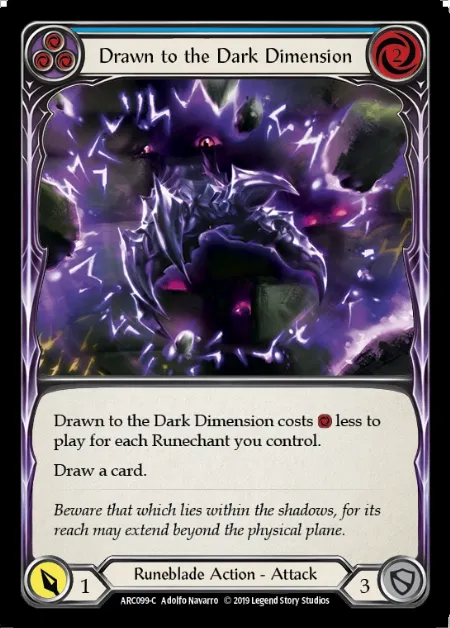 Drawn to the Dark Dimension
2
Drawn to the Dark Dimension costs less to
play for each Runechant you control.
Draw a card.
Beware that which lies within the shadows, for its
reach may extend beyond the physical plane.
1
Runeblade Action - Attack
3
ARC099-C Adolfo Navarro © 2019 Legend Story Studios